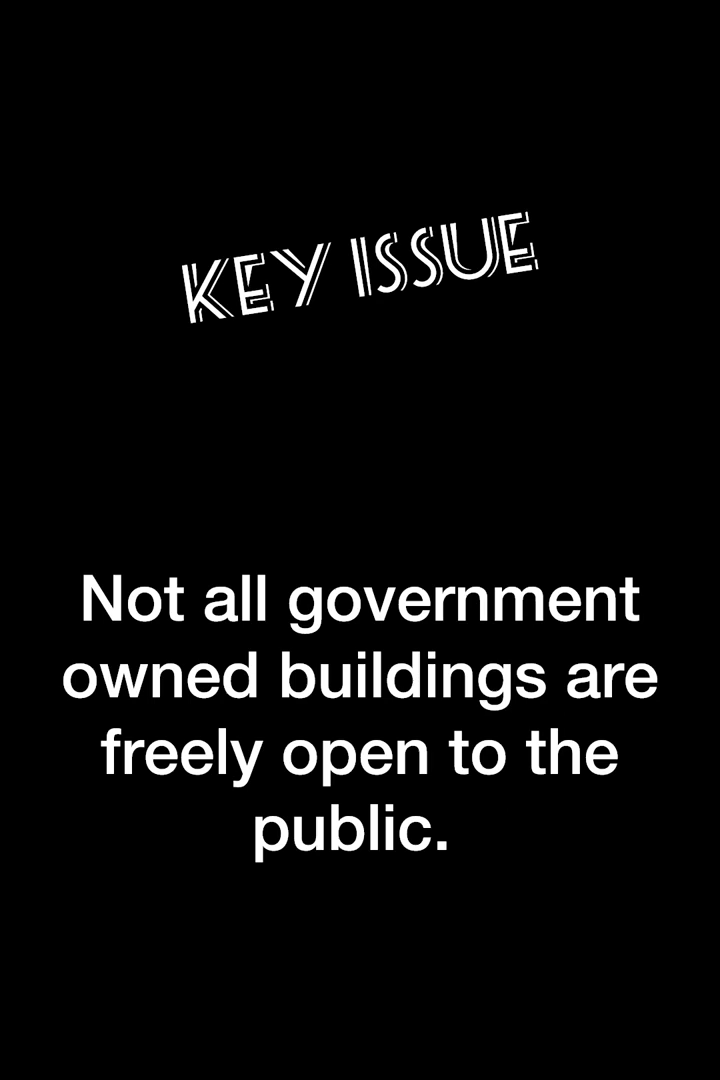 KEY ISSUE
Not all government
owned buildings are
freely open to the
public.